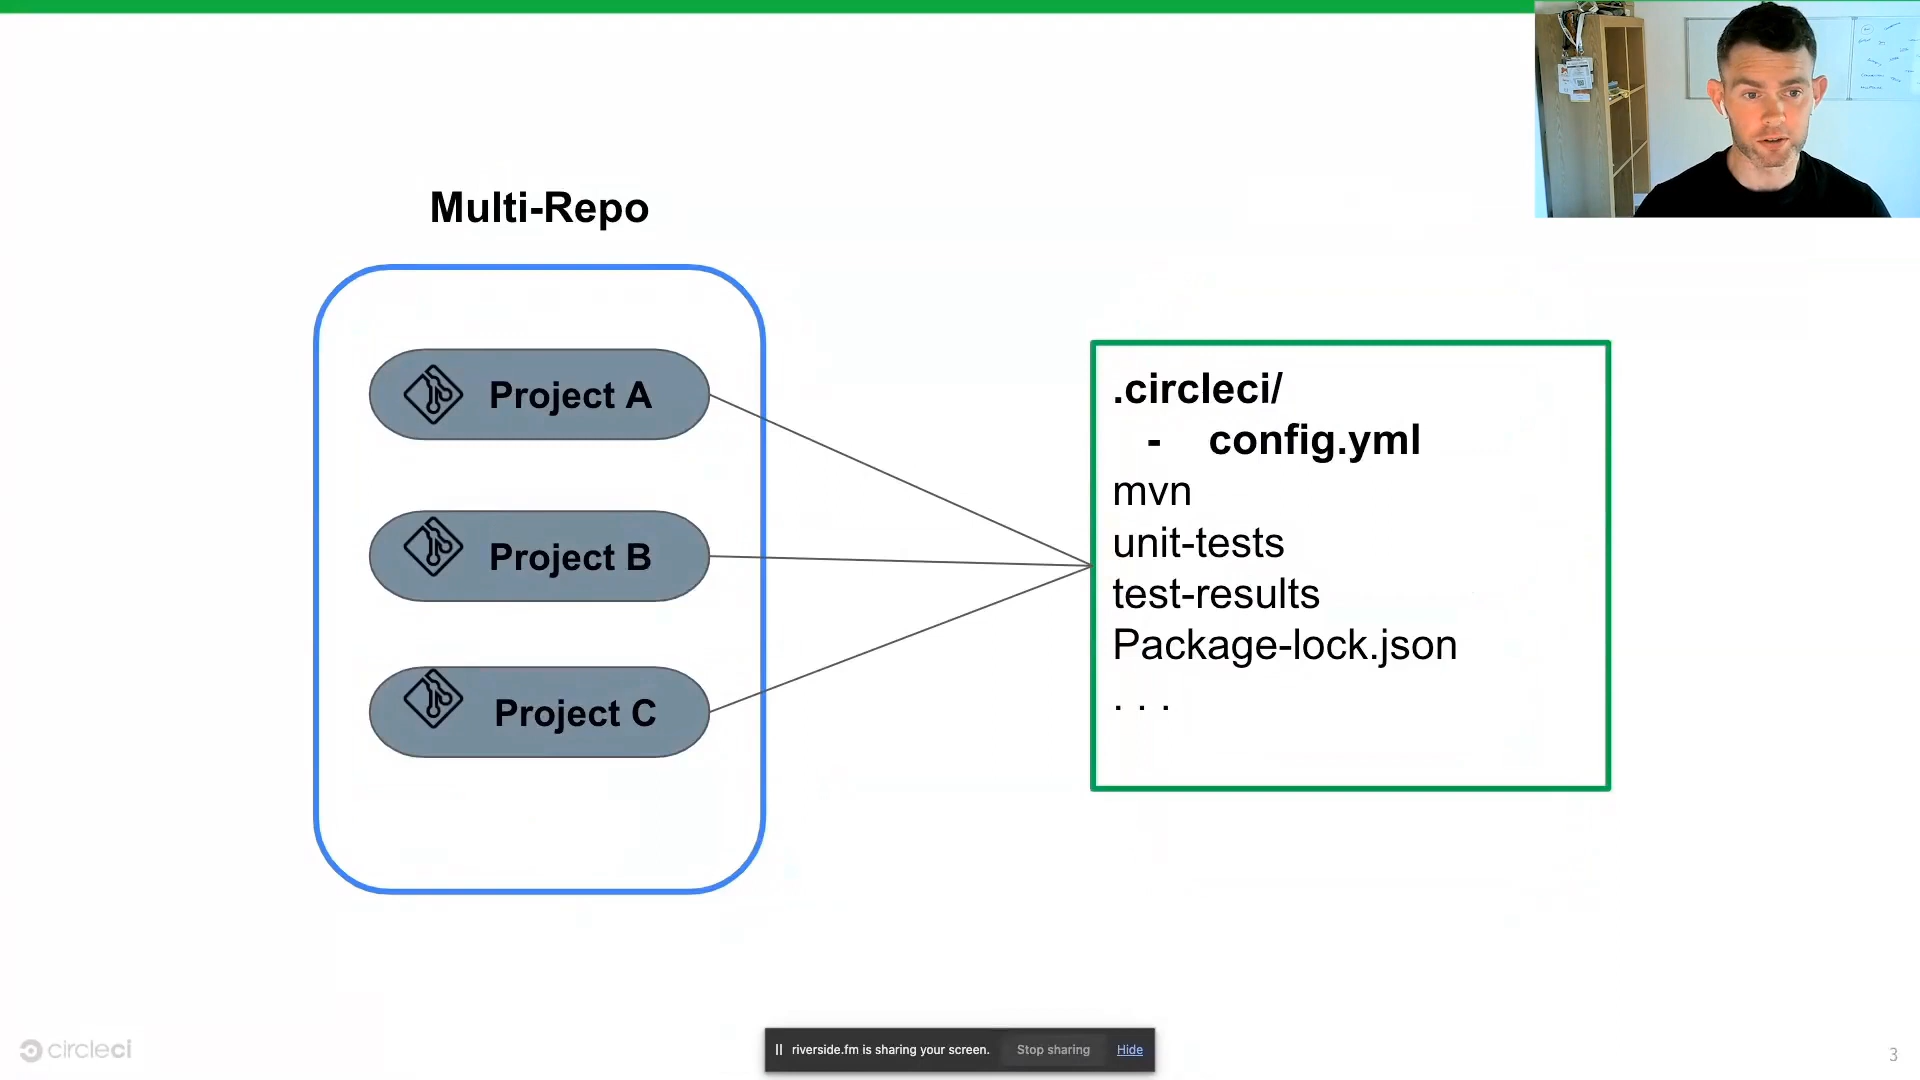 Multi-Repo
Project A
Project B
Project C
.circleci/
- config.yml
mvn
unit-tests
test-results
Package-lock.json
. . .
circleci
riverside.fm is sharing your screen.
Stop sharing
Hide
3